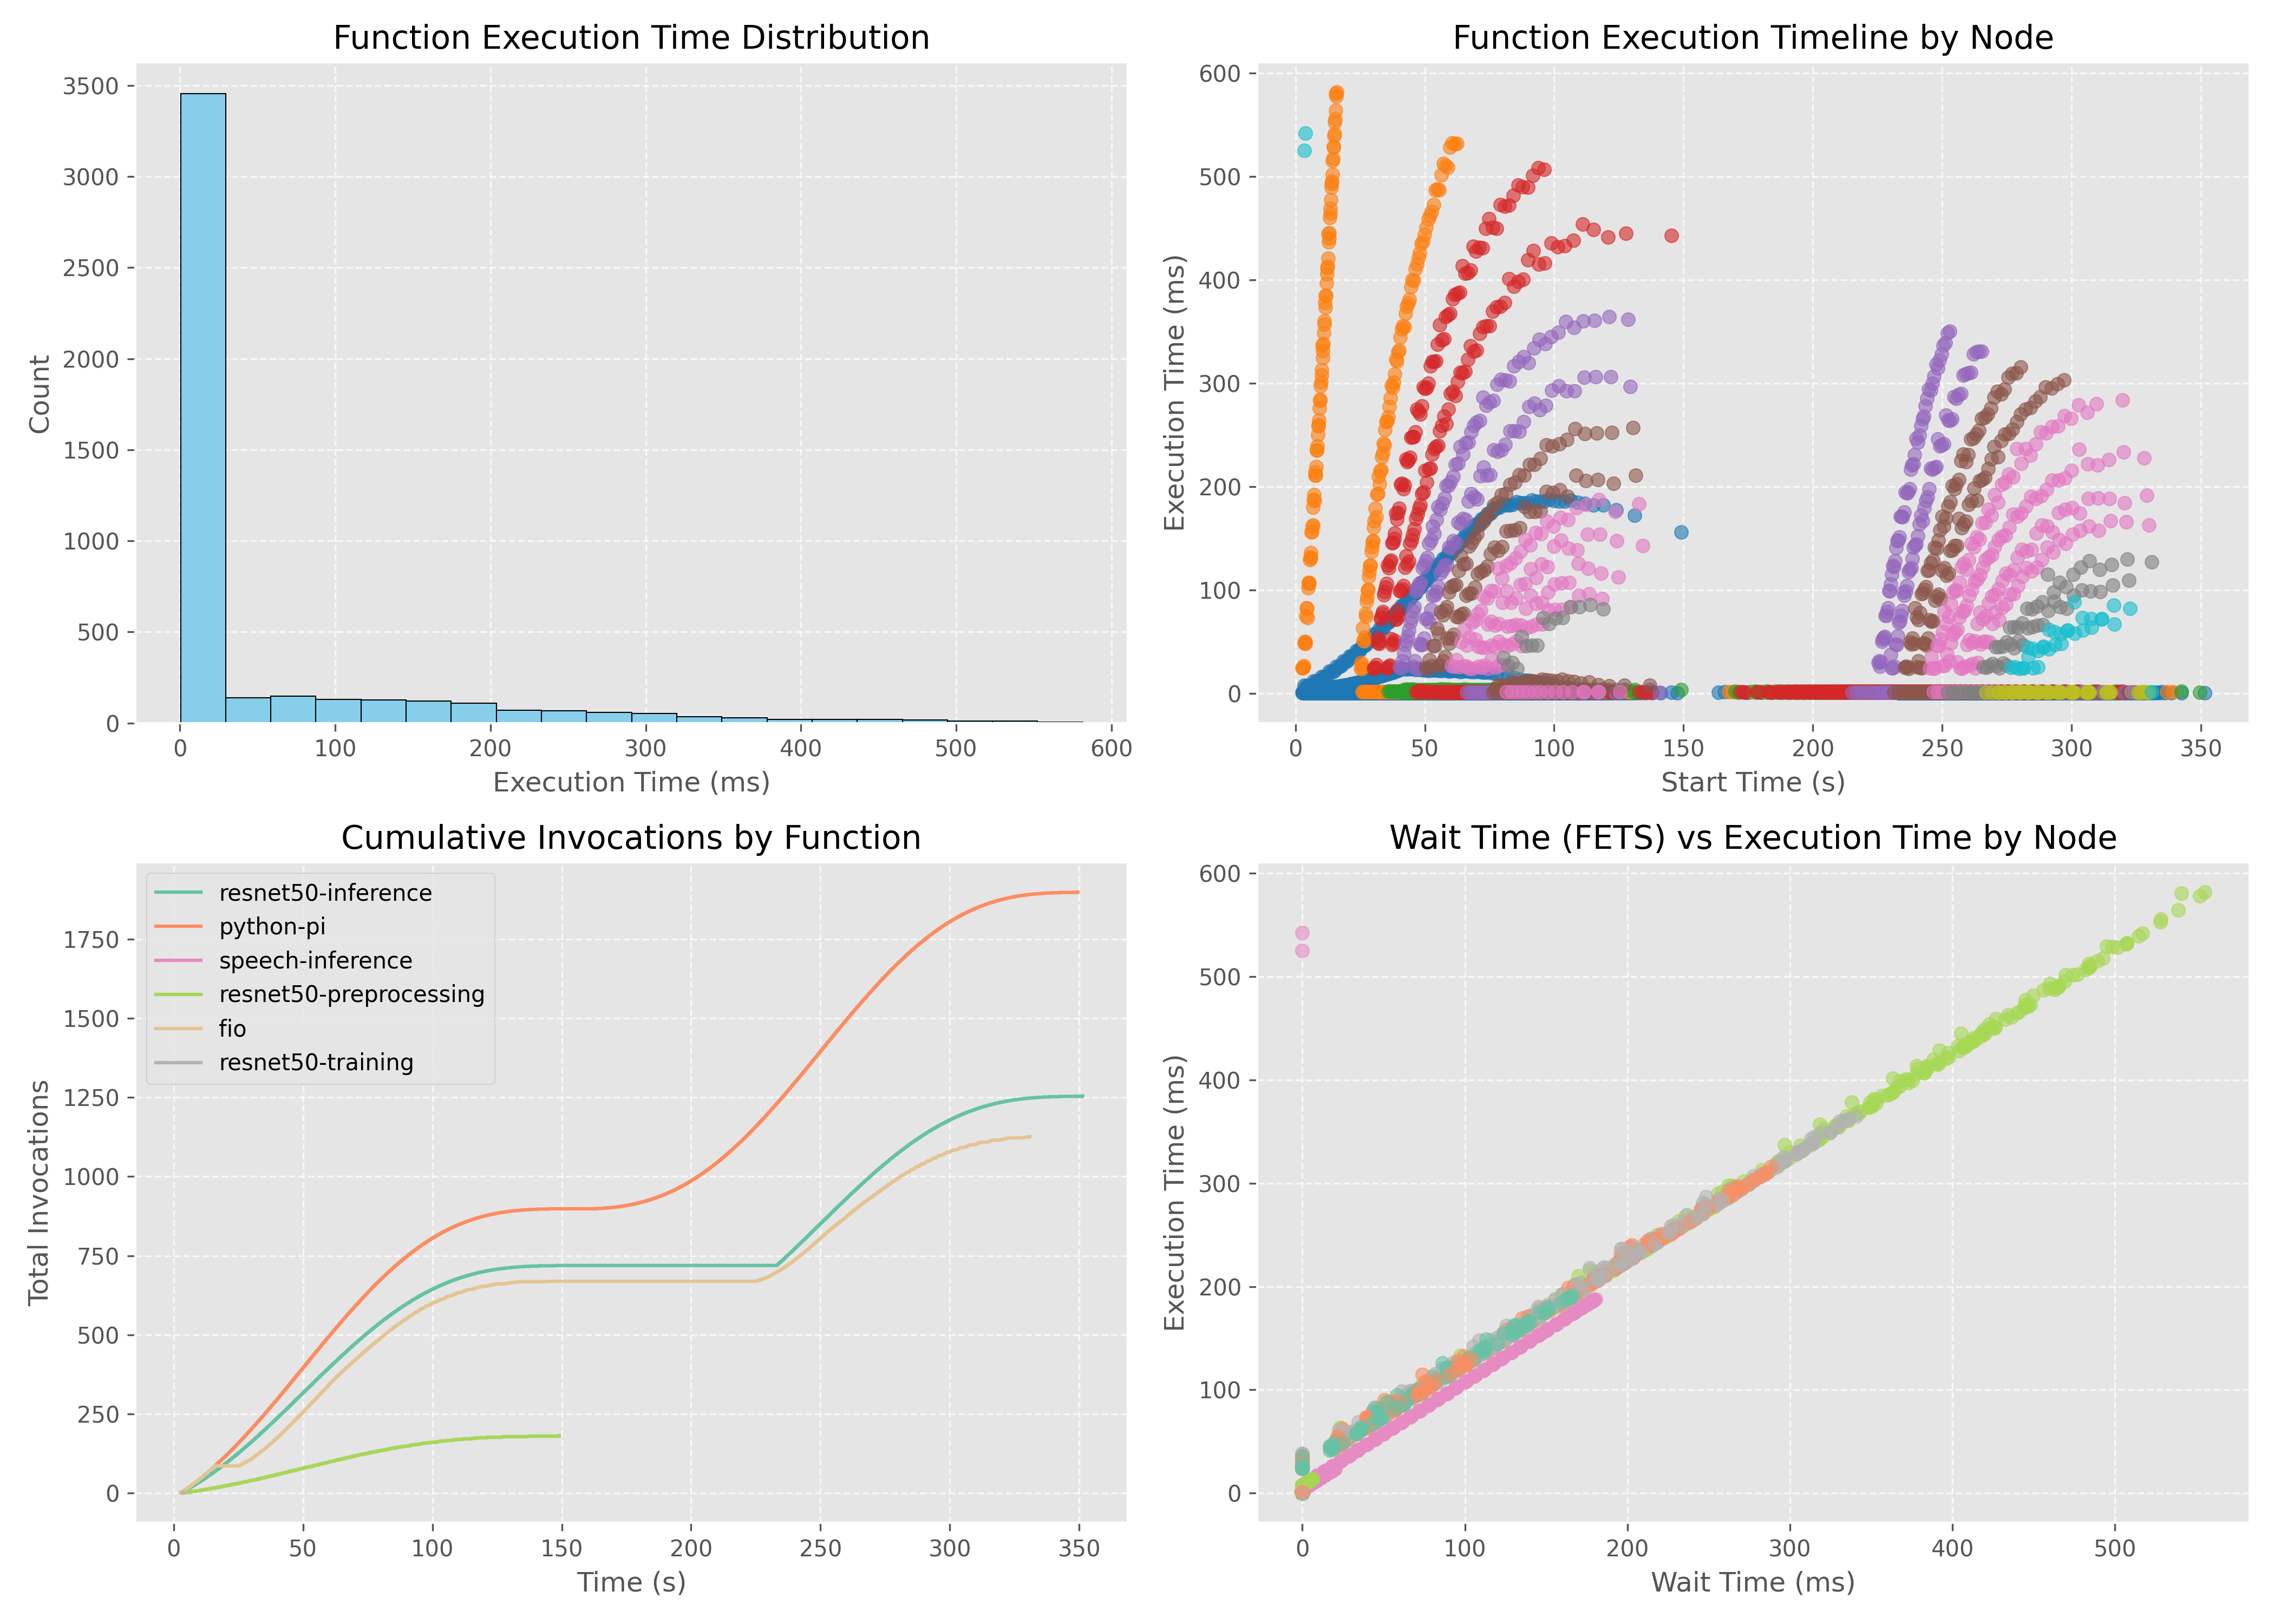 Function Execution Time Distribution
3500
3000
2500
2000
1500
1000
500
0
Count
0 100 200 300 400 500 600
Execution Time (ms)
Function Execution Timeline by Node
600
500
400
300
200
100
0
Execution Time (ms)
0 50 100 150 200 250 300 350
Start Time (s)
Cumulative Invocations by Function
resnet50-inference
python-pi
speech-inference
resnet50-preprocessing
fio
resnet50-training
1750
1500
1250
1000
750
500
250
0
Total Invocations
0 50 100 150 200 250 300 350
Time (s)
Wait Time (FETS) vs Execution Time by Node
600
500
400
300
200
100
0
Execution Time (ms)
0 100 200 300 400 500
Wait Time (ms)